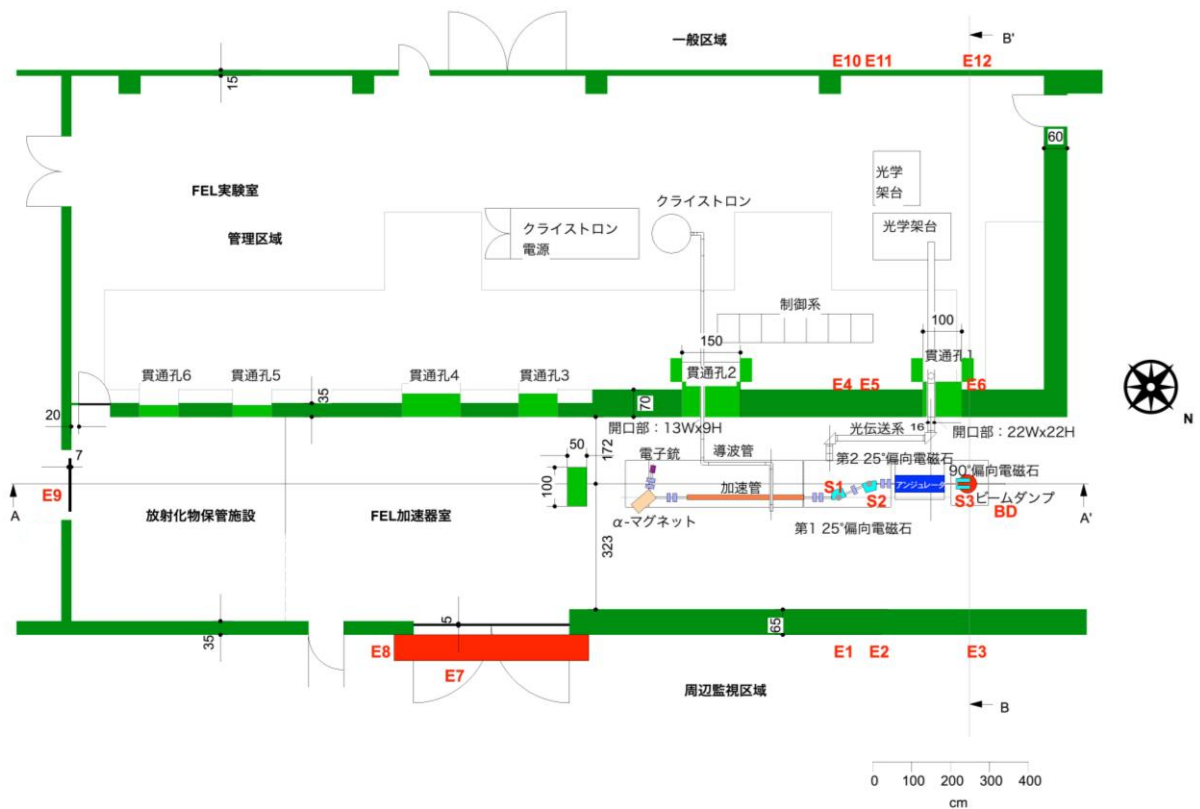 一般区域
B'
E10 E11
E12
15
60
FEL実験室
管理区域
クライストロン
クライストロン
電源
光学
架台
光学架台
制御系
100
150
貫通孔6
貫通孔5
貫通孔4
貫通孔3
貫通孔2
貫通孔1
35
70
E4 E5
E6
N
20
7
開口部：13Wx9H
光伝送系
16
開口部：22Wx22H
50
100
172
電子銃
導波管
第2 25°偏向電磁石
90°偏向電磁石
E9
A
放射化物保管施設
FEL加速器室
α-マグネット
加速管
S1
S2
アンジュレータ
S3
ビームダンプ
BD
A'
第1 25°偏向電磁石
323
35
5
65
E8
E7
E1
E2
E3
周辺監視区域
B
0 100 200 300 400
cm